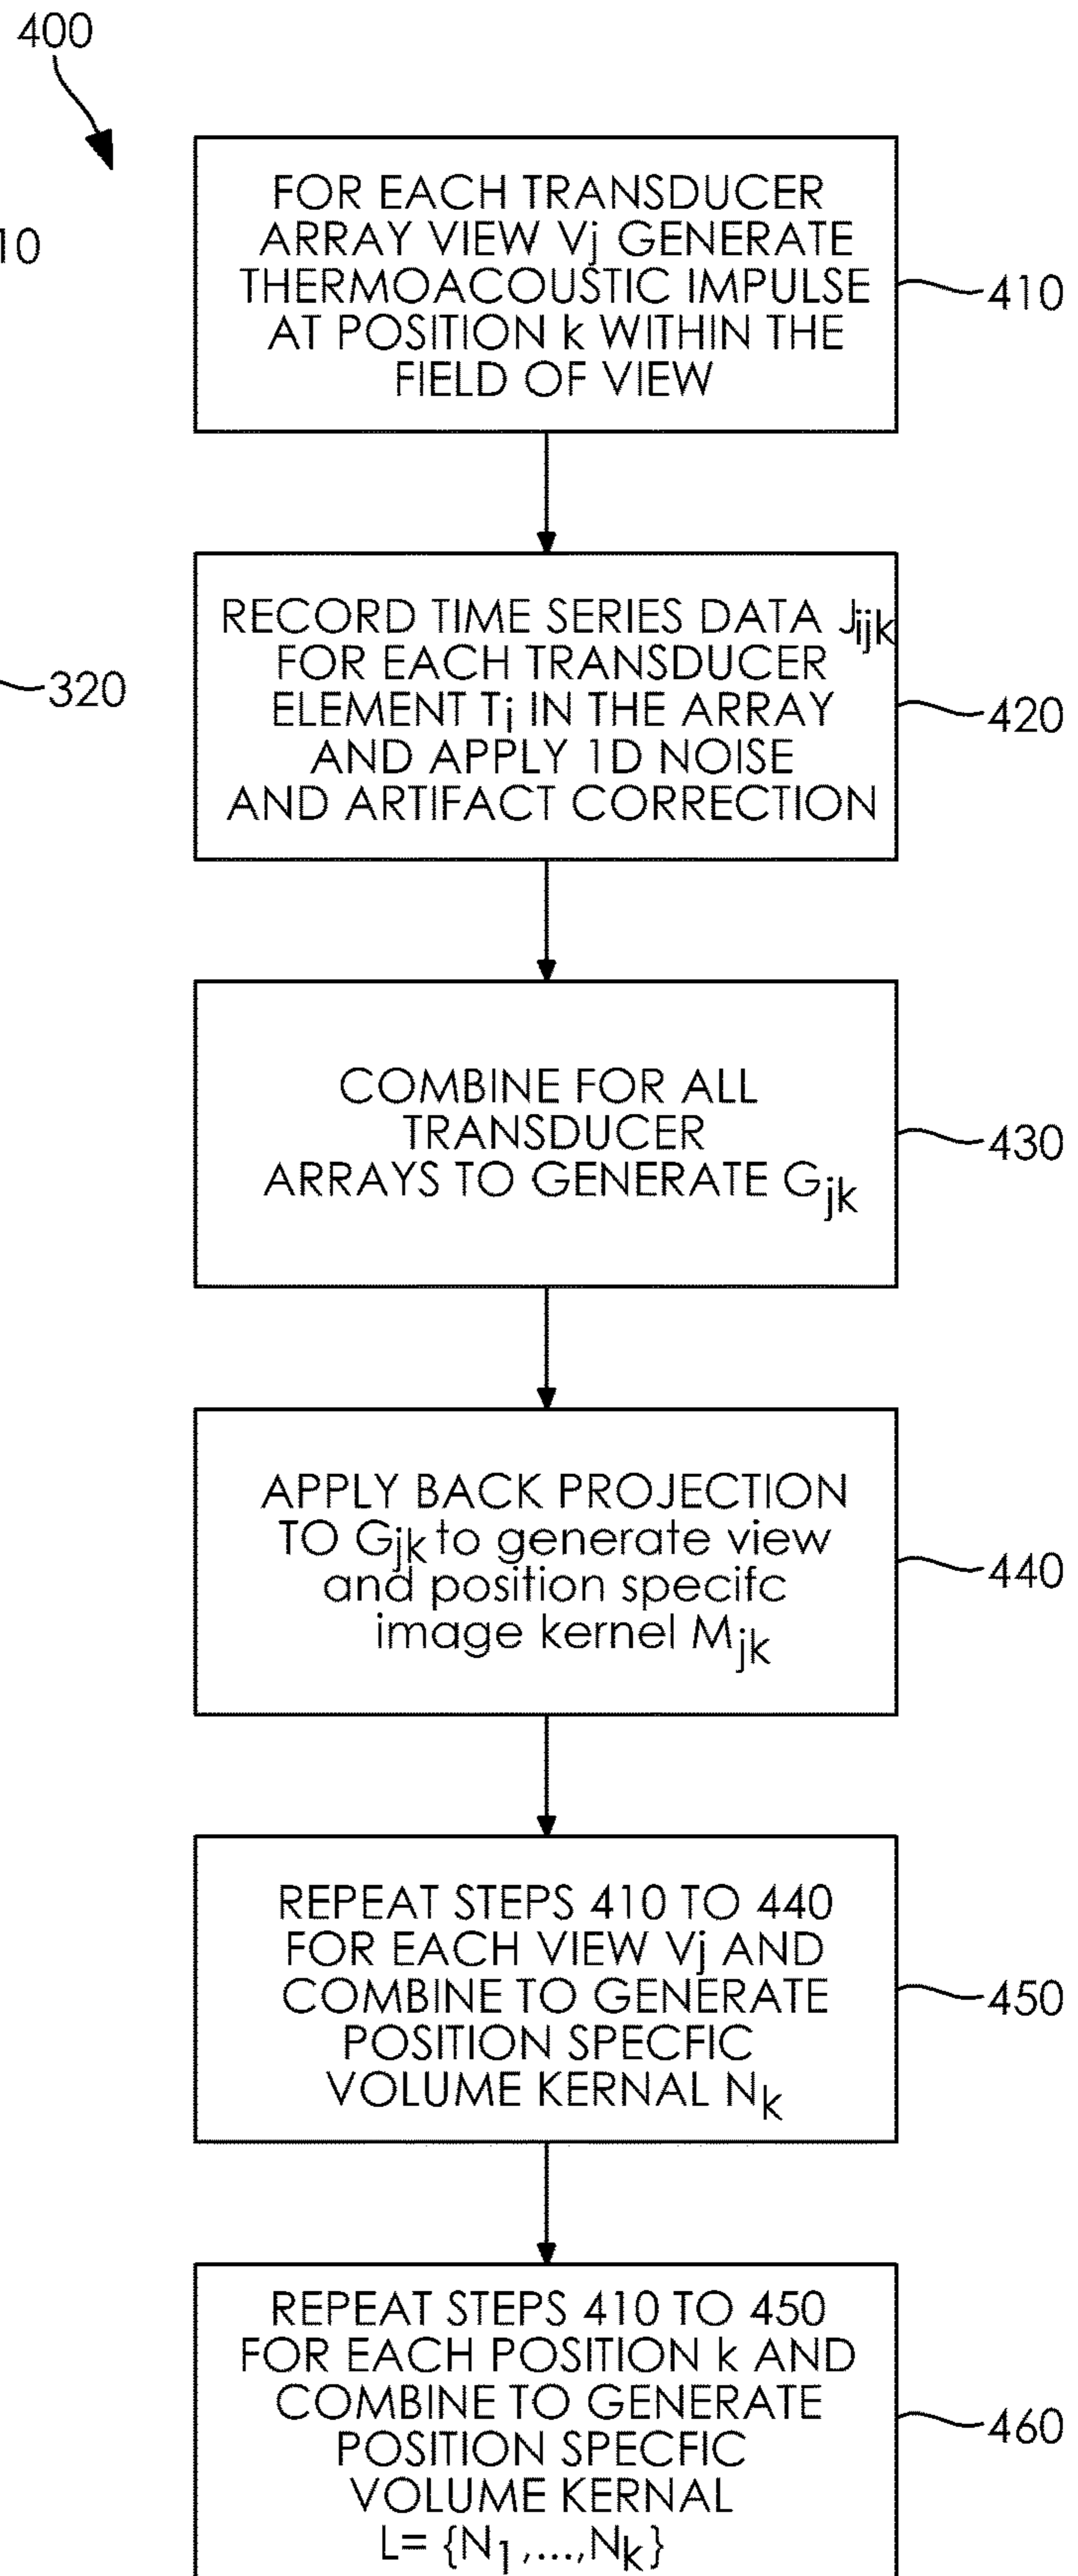 400
10
FOR EACH TRANSDUCER
ARRAY VIEW Vj GENERATE
THERMOACOUSTIC IMPULSE
AT POSITION k WITHIN THE
FIELD OF VIEW
410
RECORD TIME SERIES DATA Jijk
FOR EACH TRANSDUCER
ELEMENT Ti IN THE ARRAY
AND APPLY 1D NOISE
AND ARTIFACT CORRECTION
320
420
COMBINE FOR ALL
TRANSDUCER
ARRAYS TO GENERATE Gjk
430
APPLY BACK PROJECTION
TO Gjk to generate view
and position specifc
image kernel Mjk
440
REPEAT STEPS 410 TO 440
FOR EACH VIEW Vj AND
COMBINE TO GENERATE
POSITION SPECFIC
VOLUME KERNAL Nk
450
REPEAT STEPS 410 TO 450
FOR EACH POSITION k AND
COMBINE TO GENERATE
POSITION SPECFIC
VOLUME KERNAL
L= {N1,...,Nk}
460